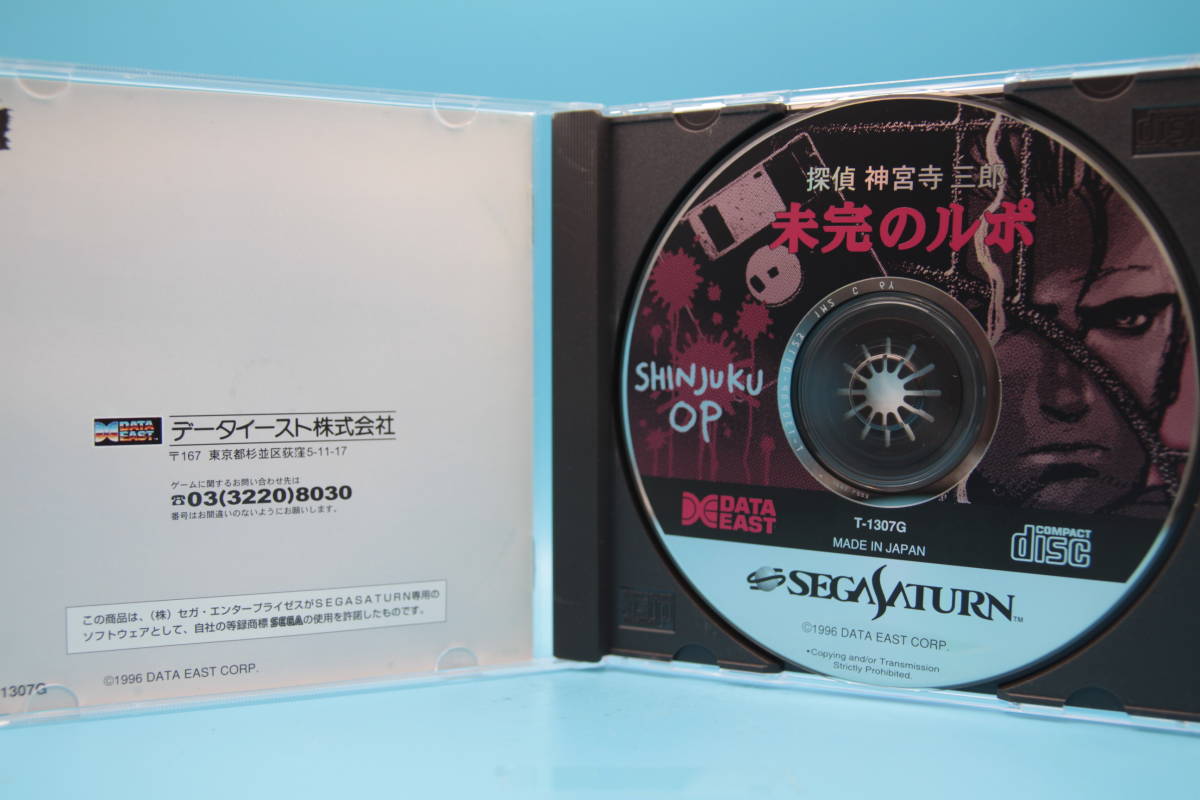 DATA
EAST
データイースト株式会社
〒167 東京都杉並区荻窪5-11-17
ゲームに関するお問い合わせ先は
☎03(3220)8030
番号はお間違いのないようにお願いします。
この商品は、(株) セガ・エンタープライゼスがSEGASATURN専用の
ソフトウェアとして、自社の等録商標 SEGAの使用を許諾したものです。
©1996 DATA EAST CORP.
1307G
探偵 神宮寺 三郎
未完のルポ
SHINJUKU
OP
DATA
EAST
T-1307G
MADE IN JAPAN
COMPACT
disc
SEGASATURN™
©1996 DATA EAST CORP.
•Copying and/or Transmission
Strictly Prohibited.